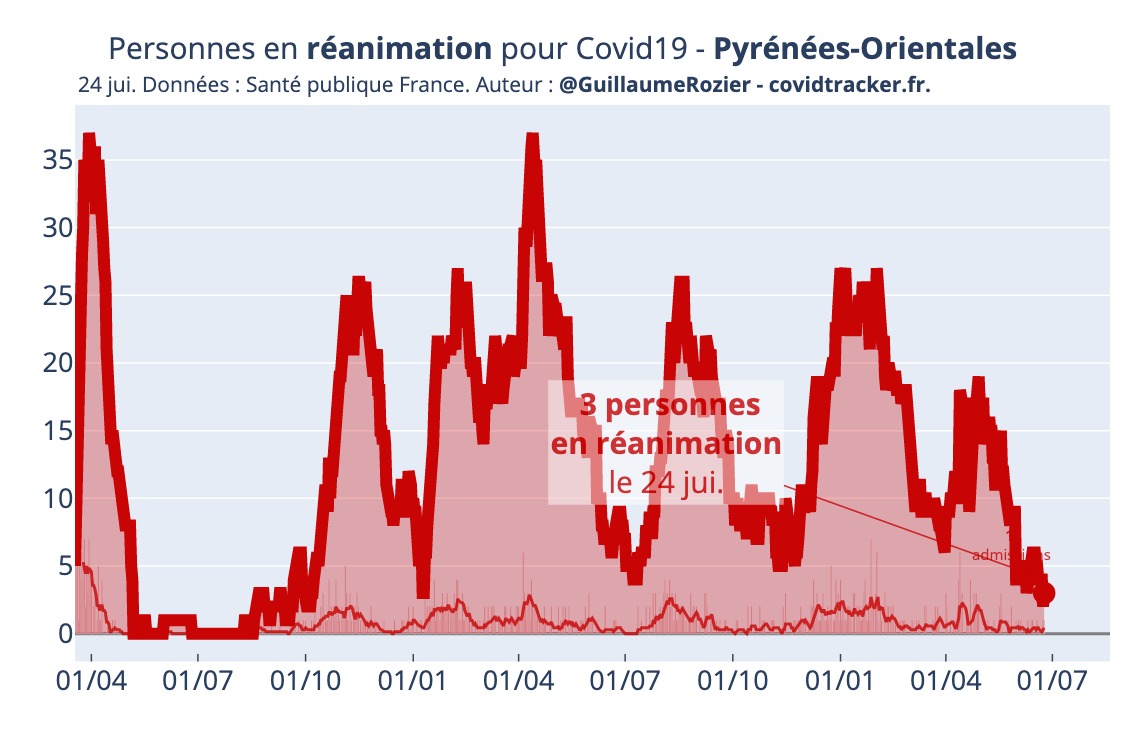 Personnes en réanimation pour Covid19 - Pyrénées-Orientales
24 jui. Données : Santé publique France. Auteur : @GuillaumeRozier - covidtracker.fr.
35
30
25
20
15
10
5
0
3 personnes
en réanimation
le 24 jui.
admissions
01/04 01/07 01/10 01/01 01/04 01/07 01/10 01/01 01/04 01/07